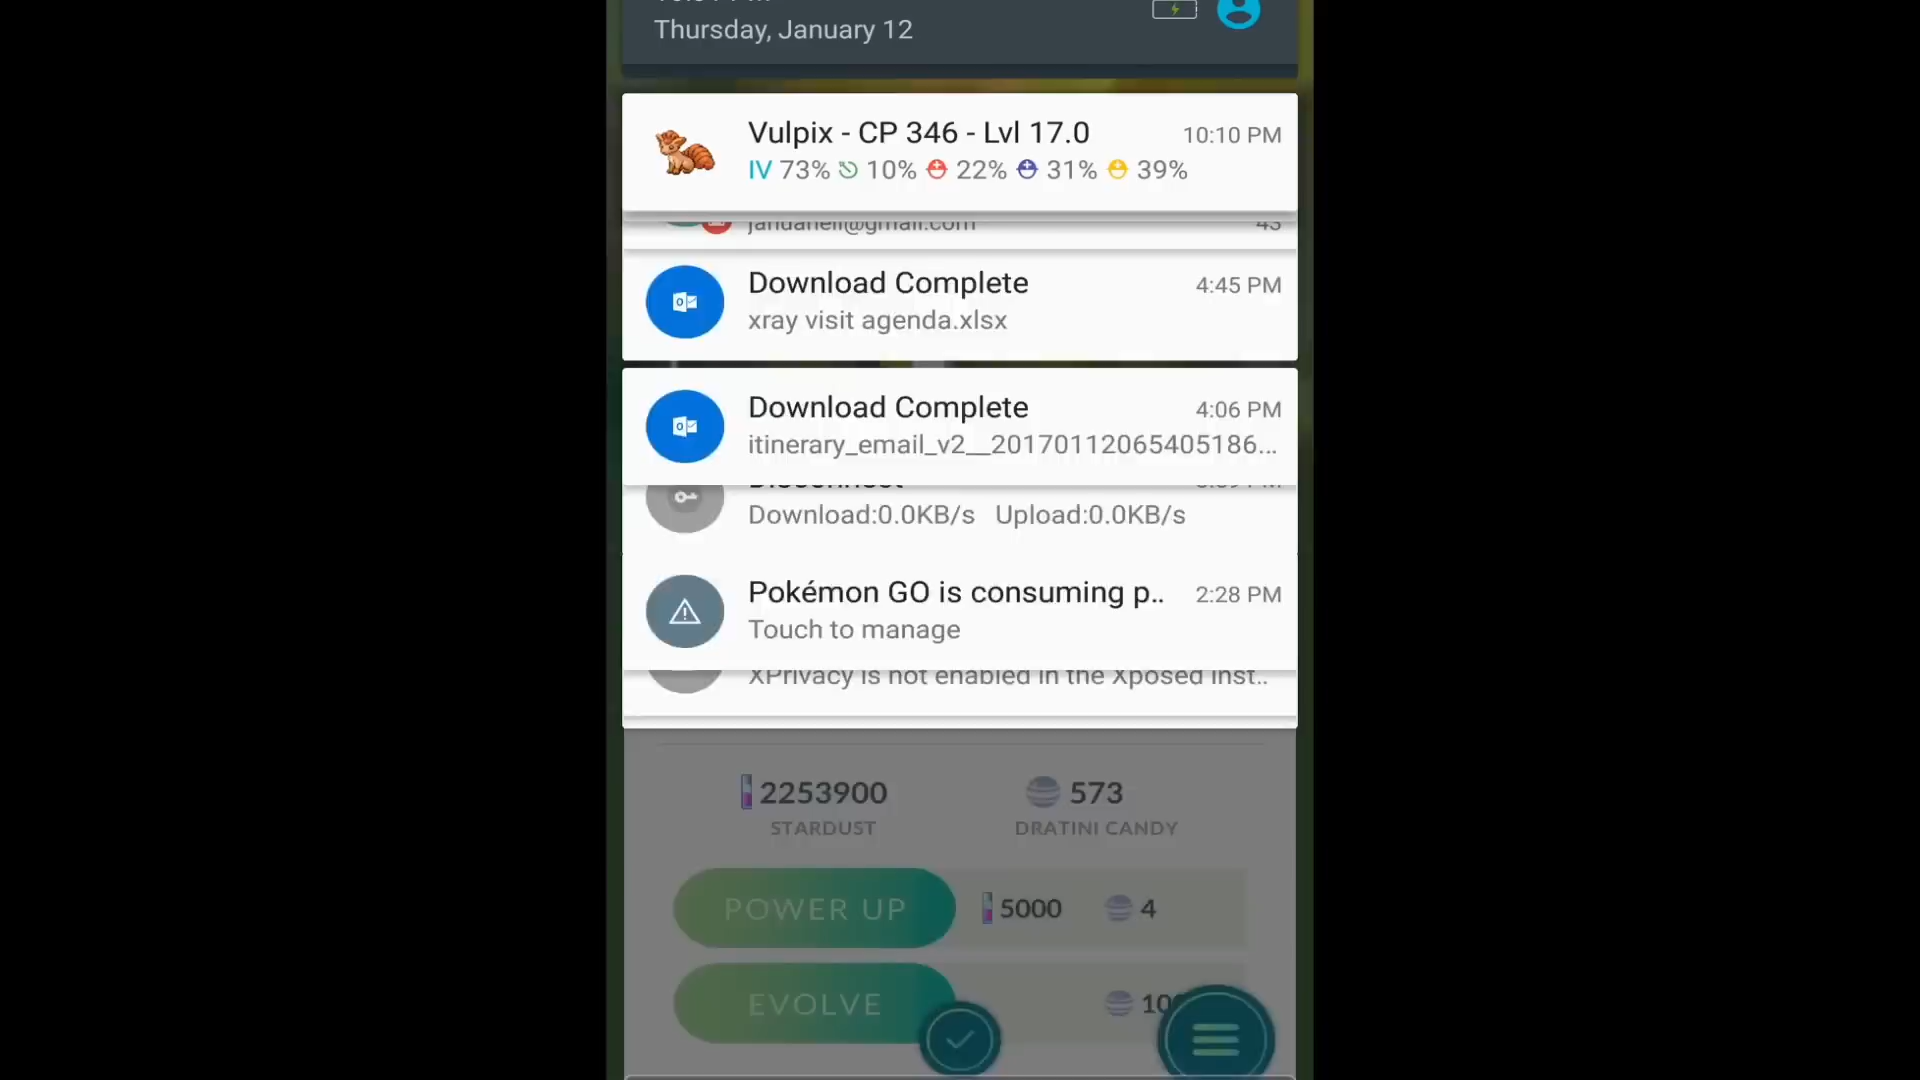 Thursday, January 12
Vulpix - CP 346 - Lvl 17.0 10:10 PM
IV 73% 10% 22% 31% 39%
43
Download Complete 4:45 PM
xray visit agenda.xlsx
Download Complete 4:06 PM
itinerary_email_v2__20170112065405186...
Disconnect
Download:0.0KB/s Upload:0.0KB/s
Pokémon GO is consuming p.. 2:28 PM
Touch to manage
XPrivacy is not enabled in the Xposed Inst..
2253900 573
STARDUST DRATINI CANDY
POWER UP 5000 4
EVOLVE